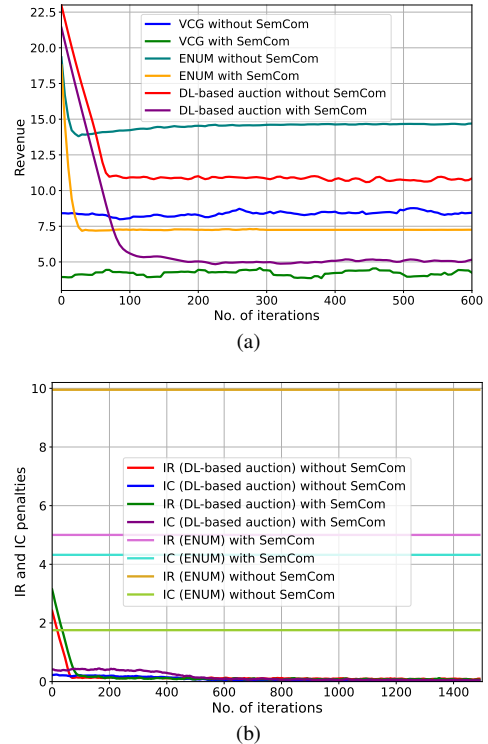 22.5
20.0
17.5
15.0
12.5
10.0
7.5
5.0
Revenue
VCG without SemCom
VCG with SemCom
ENUM without SemCom
ENUM with SemCom
DL-based auction without SemCom
DL-based auction with SemCom
0 100 200 300 400 500 600
No. of iterations
(a)
10
8
6
4
2
0
IR and IC penalties
IR (DL-based auction) without SemCom
IC (DL-based auction) without SemCom
IR (DL-based auction) with SemCom
IC (DL-based auction) with SemCom
IR (ENUM) with SemCom
IC (ENUM) with SemCom
IR (ENUM) without SemCom
IC (ENUM) without SemCom
0 200 400 600 800 1000 1200 1400
No. of iterations
(b)